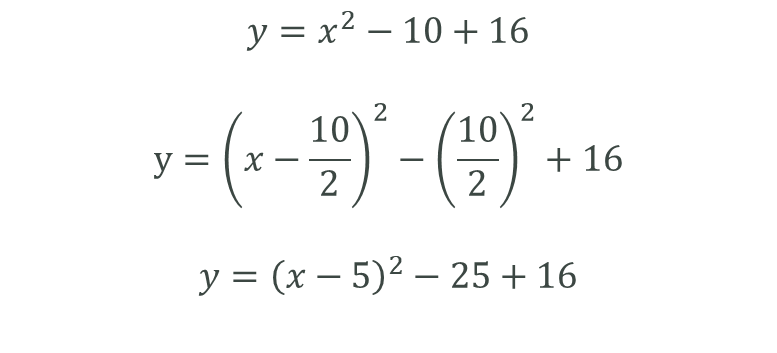 y = x² − 10 + 16
y = (x − 10/2)² − (10/2)² + 16
y = (x − 5)² − 25 + 16